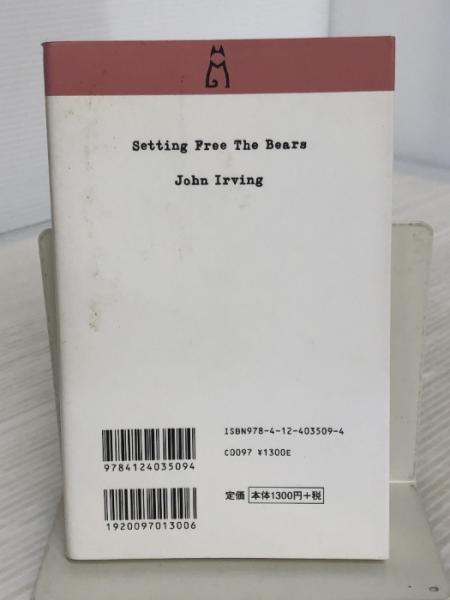 Setting Free The Bears
John Irving
ISBN978-4-12-403509-4
C0097 ¥1300E
9784124035094
定価 本体1300円+税
1920097013006